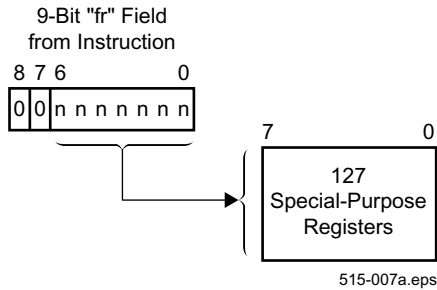 9-Bit "fr" Field
from Instruction
8 7 6 0
0 0 n n n n n n n
7 0
127
Special-Purpose
Registers
515-007a.eps